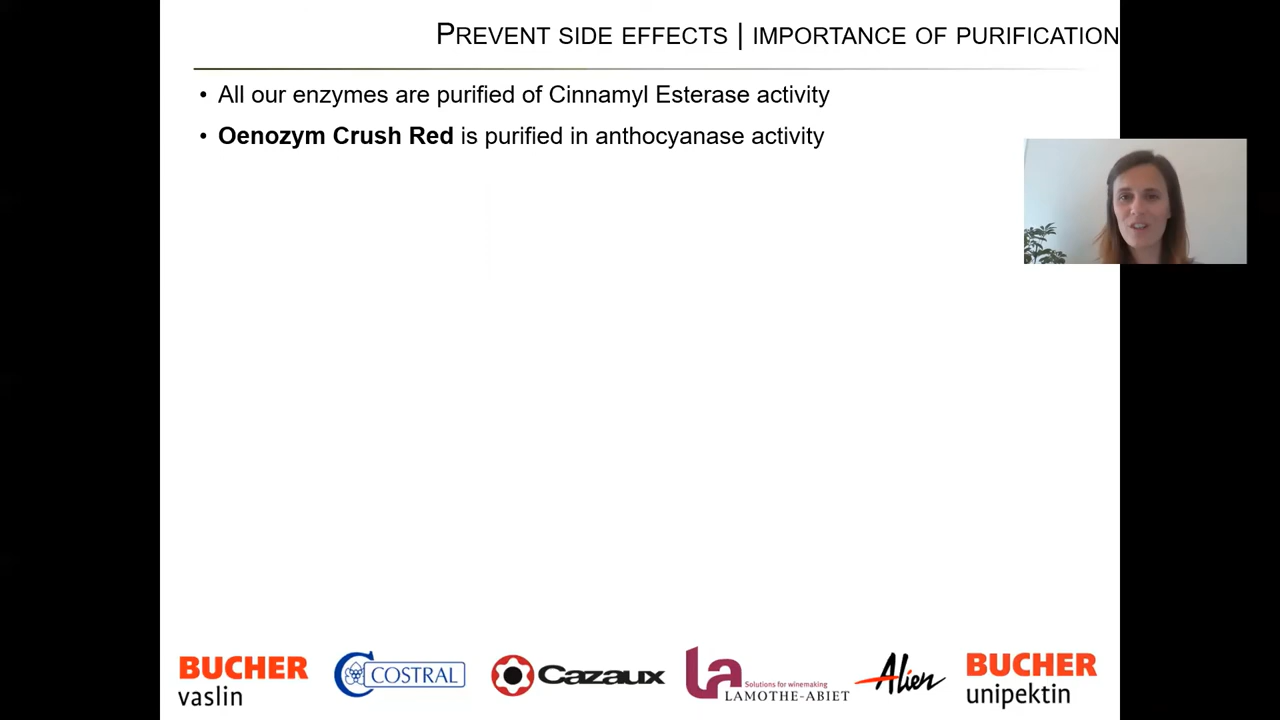 PREVENT SIDE EFFECTS | IMPORTANCE OF PURIFICATION
• All our enzymes are purified of Cinnamyl Esterase activity
• Oenozym Crush Red is purified in anthocyanase activity
BUCHER
vaslin
COSTRAL
Cazaux
la
Solutions for winemaking
LAMOTHE-ABIET
Alien
BUCHER
unipektin